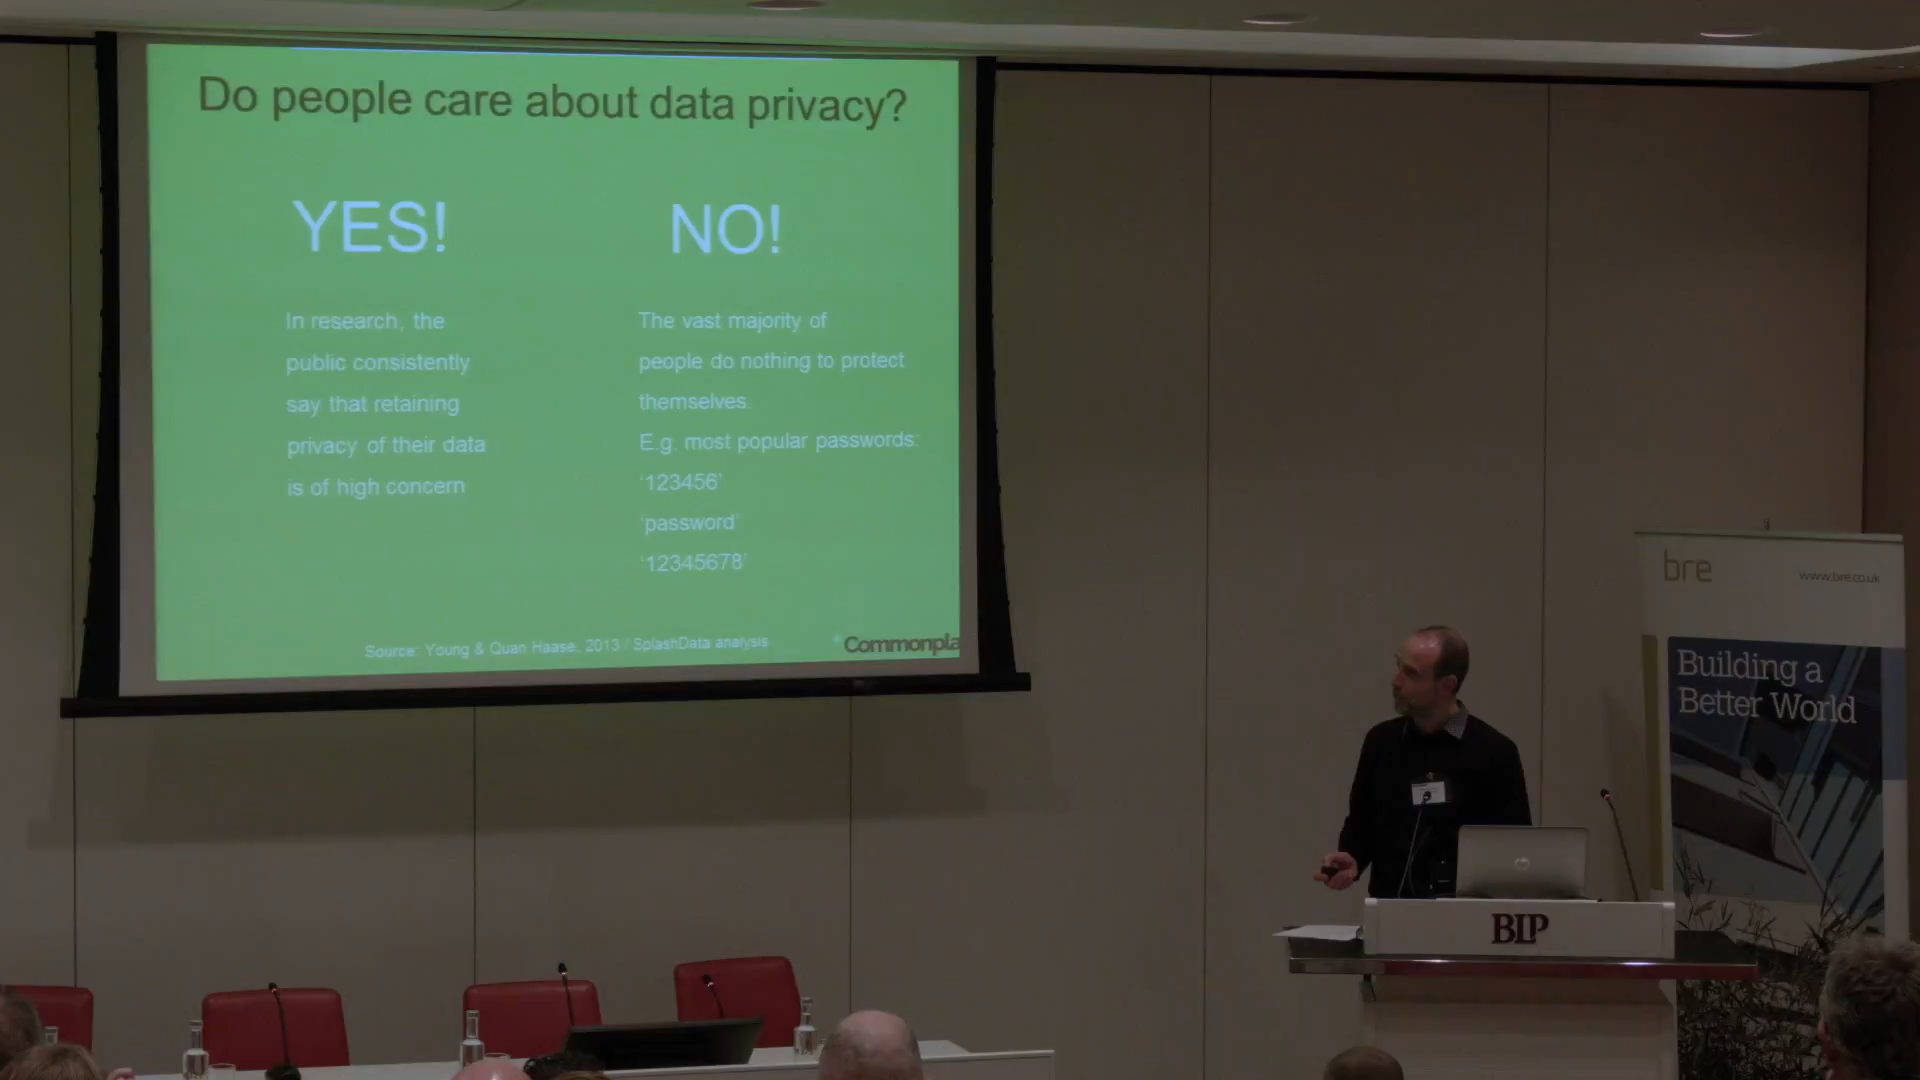 Do people care about data privacy?
YES!
In research, the
public consistently
say that retaining
privacy of their data
is of high concern
NO!
The vast majority of
people do nothing to protect
themselves.
E.g. most popular passwords:
‘123456’
‘password’
‘12345678’
Source: Young & Quan Haase, 2013 / SplashData analysis
Commonpla
bre
www.bre.co.uk
Building a
Better World
BLP